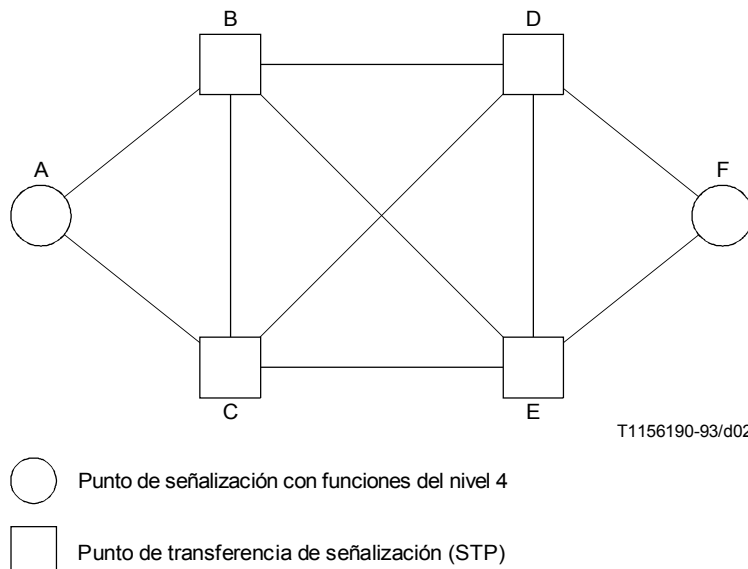 B D
A F
C E
T1156190-93/d02
Punto de señalización con funciones del nivel 4
Punto de transferencia de señalización (STP)